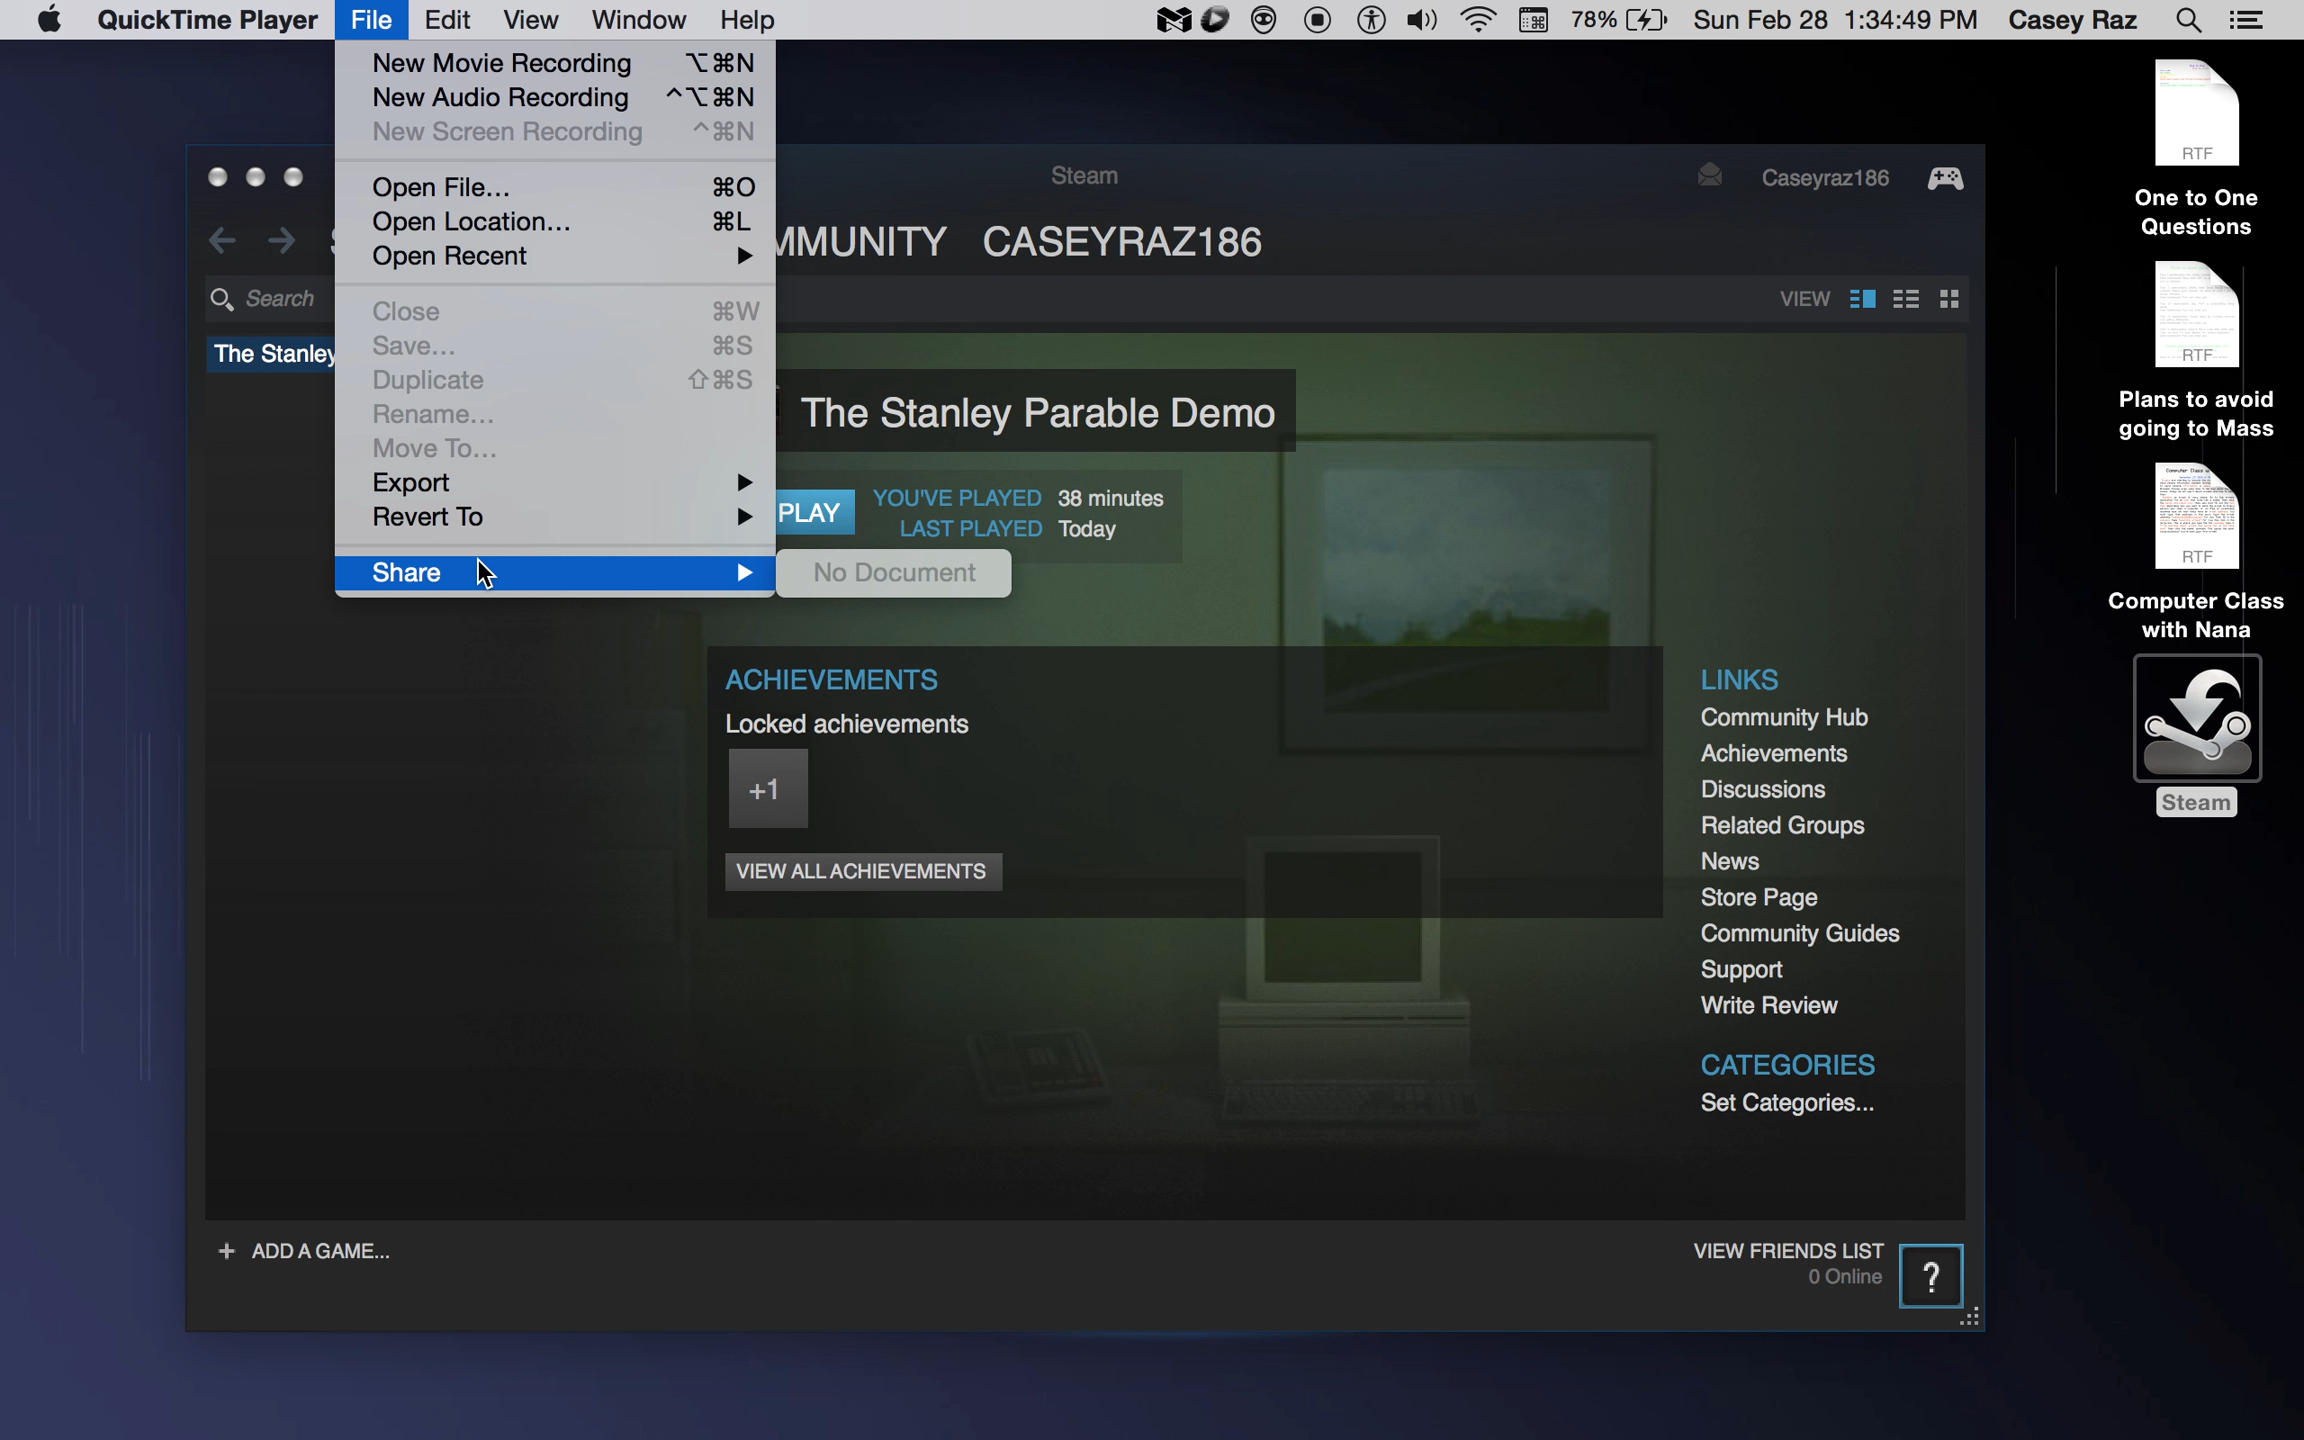 QuickTime Player File Edit View Window Help 78% Sun Feb 28 1:34:49 PM Casey Raz
New Movie Recording ⌥⌘N
New Audio Recording ^⌥⌘N
New Screen Recording ^⌘N
Open File... ⌘O
Open Location... ⌘L
Open Recent
Close ⌘W
Save... ⌘S
Duplicate ⇧⌘S
Rename...
Move To...
Export
Revert To
Share
No Document
Steam
Caseyraz186
CASEYRAZ186
Search
VIEW
The Stanley
The Stanley Parable Demo
PLAY
YOU'VE PLAYED 38 minutes
LAST PLAYED Today
ACHIEVEMENTS
Locked achievements
+1
VIEW ALL ACHIEVEMENTS
LINKS
Community Hub
Achievements
Discussions
Related Groups
News
Store Page
Community Guides
Support
Write Review
CATEGORIES
Set Categories...
+ ADD A GAME...
VIEW FRIENDS LIST
0 Online
?
RTF
One to One
Questions
RTF
Plans to avoid
going to Mass
RTF
Computer Class
with Nana
Steam